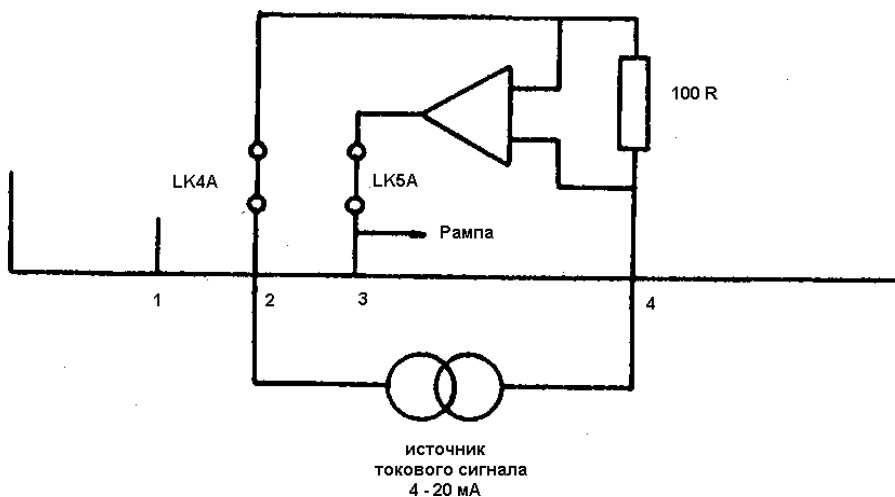 100 R
LK4A
LK5A
Рампа
1 2 3 4
источник
токового сигнала
4 - 20 мА